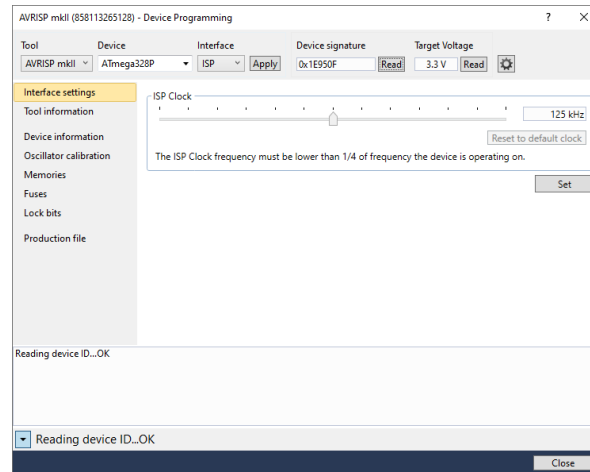 AVRISP mkII (858113265128) - Device Programming ? ×
Tool Device Interface Device signature Target Voltage
AVRISP mkII ATmega328P ISP Apply 0x1E950F Read 3.3 V Read
Interface settings
Tool information
Device information
Oscillator calibration
Memories
Fuses
Lock bits
Production file
ISP Clock
125 kHz
Reset to default clock
The ISP Clock frequency must be lower than 1/4 of frequency the device is operating on.
Set
Reading device ID...OK
Reading device ID...OK
Close